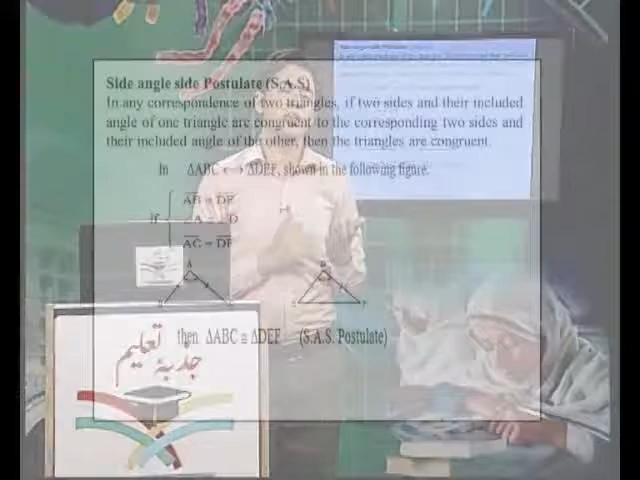 Side angle side Postulate (S.A.S)
In any correspondence of two triangles, if two sides and their included
angle of one triangle are congruent to the corresponding two sides and
their included angle of the other, then the triangles are congruent.
In ΔABC ↔ ΔDEF, shown in the following figure.
AB ≅ DE
If ∠A ≅ ∠D
AC ≅ DF
A
then ΔABC ≅ ΔDEF (S.A.S. Postulate)
جذبۂ تعلیم